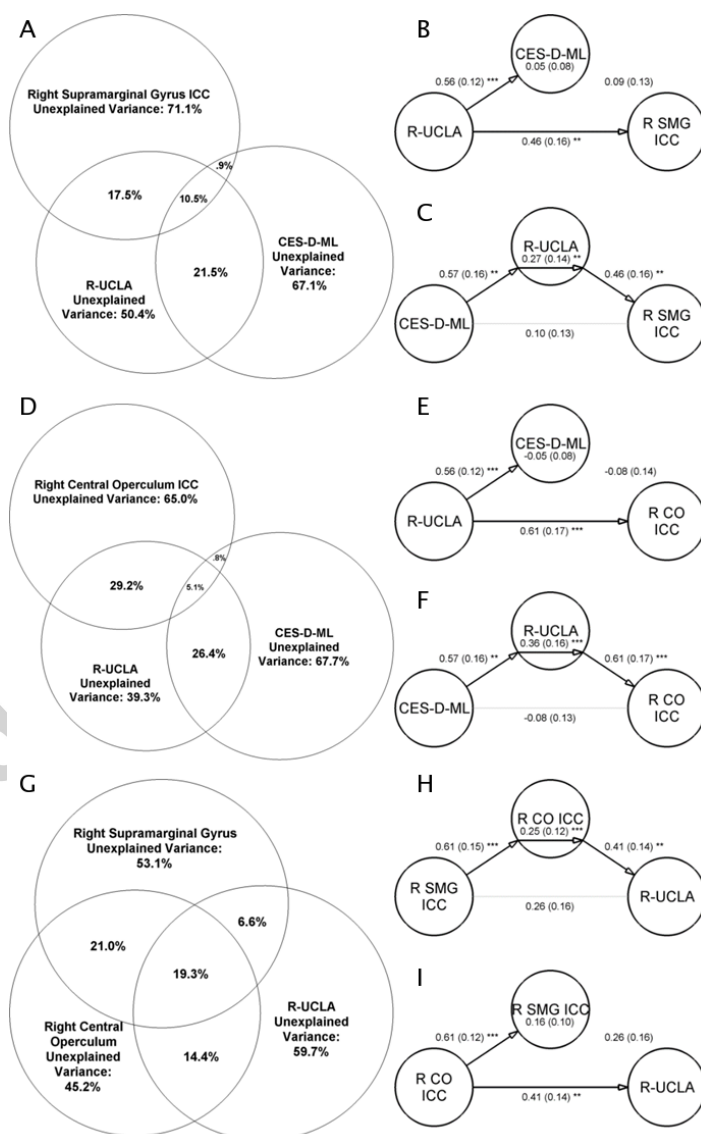 A
Right Supramarginal Gyrus ICC
Unexplained Variance: 71.1%
.9%
17.5%
10.5%
CES-D-ML
Unexplained
Variance:
67.1%
21.5%
R-UCLA
Unexplained
Variance: 50.4%
B
CES-D-ML
0.05 (0.08)
0.56 (0.12) ***
0.09 (0.13)
R-UCLA
R SMG
ICC
0.46 (0.16) **
C
R-UCLA
0.27 (0.14) **
0.57 (0.16) **
0.46 (0.16) **
CES-D-ML
R SMG
ICC
0.10 (0.13)
D
Right Central Operculum ICC
Unexplained Variance: 65.0%
.8%
29.2%
5.1%
CES-D-ML
Unexplained
Variance: 67.7%
26.4%
R-UCLA
Unexplained
Variance: 39.3%
E
CES-D-ML
-0.05 (0.08)
0.56 (0.12) ***
-0.08 (0.14)
R-UCLA
R CO
ICC
0.61 (0.17) ***
F
R-UCLA
0.36 (0.16) ***
0.57 (0.16) **
0.61 (0.17) ***
CES-D-ML
R CO
ICC
-0.08 (0.13)
G
Right Supramarginal Gyrus
Unexplained Variance:
53.1%
6.6%
21.0%
19.3%
R-UCLA
Unexplained
Variance:
59.7%
Right Central
Operculum
Unexplained
Variance:
45.2%
14.4%
H
R CO ICC
0.25 (0.12) ***
0.61 (0.15) ***
0.41 (0.14) **
R SMG
ICC
R-UCLA
0.26 (0.16)
I
R SMG ICC
0.16 (0.10)
0.61 (0.12) ***
0.26 (0.16)
R CO
ICC
R-UCLA
0.41 (0.14) **